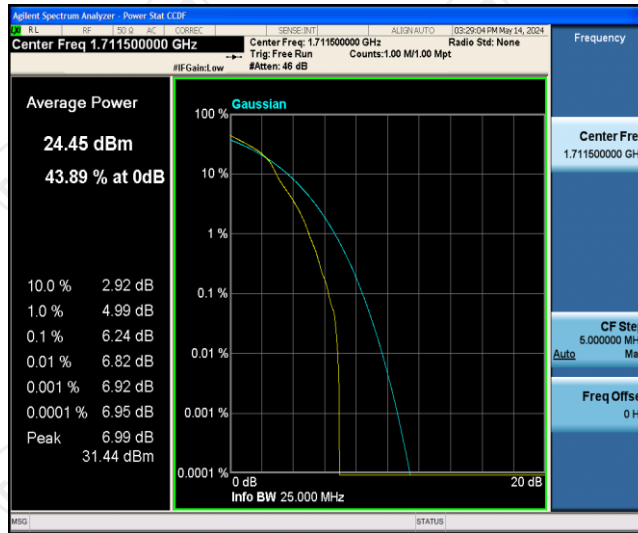 Agilent Spectrum Analyzer - Power Stat CCDF
RL RF 50 Ω AC CORREC SENSE:INT ALIGN AUTO 03:29:04 PM May 14, 2024
Center Freq 1.711500000 GHz
Center Freq: 1.711500000 GHz Radio Std: None
Trig: Free Run Counts:1.00 M/1.00 Mpt
#IFGain:Low #Atten: 46 dB
Frequency
Average Power
24.45 dBm
43.89 % at 0dB
10.0 % 2.92 dB
1.0 % 4.99 dB
0.1 % 6.24 dB
0.01 % 6.82 dB
0.001 % 6.92 dB
0.0001 % 6.95 dB
Peak 6.99 dB
31.44 dBm
Gaussian
100 %
10 %
1 %
0.1 %
0.01 %
0.001 %
0.0001 %
0 dB 20 dB
Info BW 25.000 MHz
Center Fre
1.711500000 GH
CF Ste
5.000000 MH
Auto Ma
Freq Offse
0 H
MSG STATUS